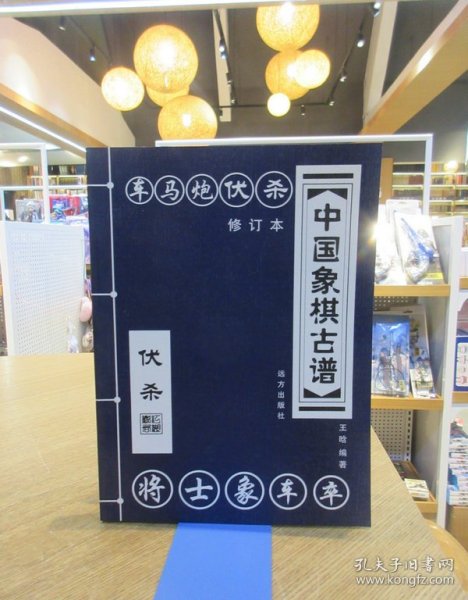 车马炮伏杀
修订本
中国象棋古谱
远方出版社
王晗 编著
伏杀
将士象车卒
孔夫子旧书网
www.kongfz.com